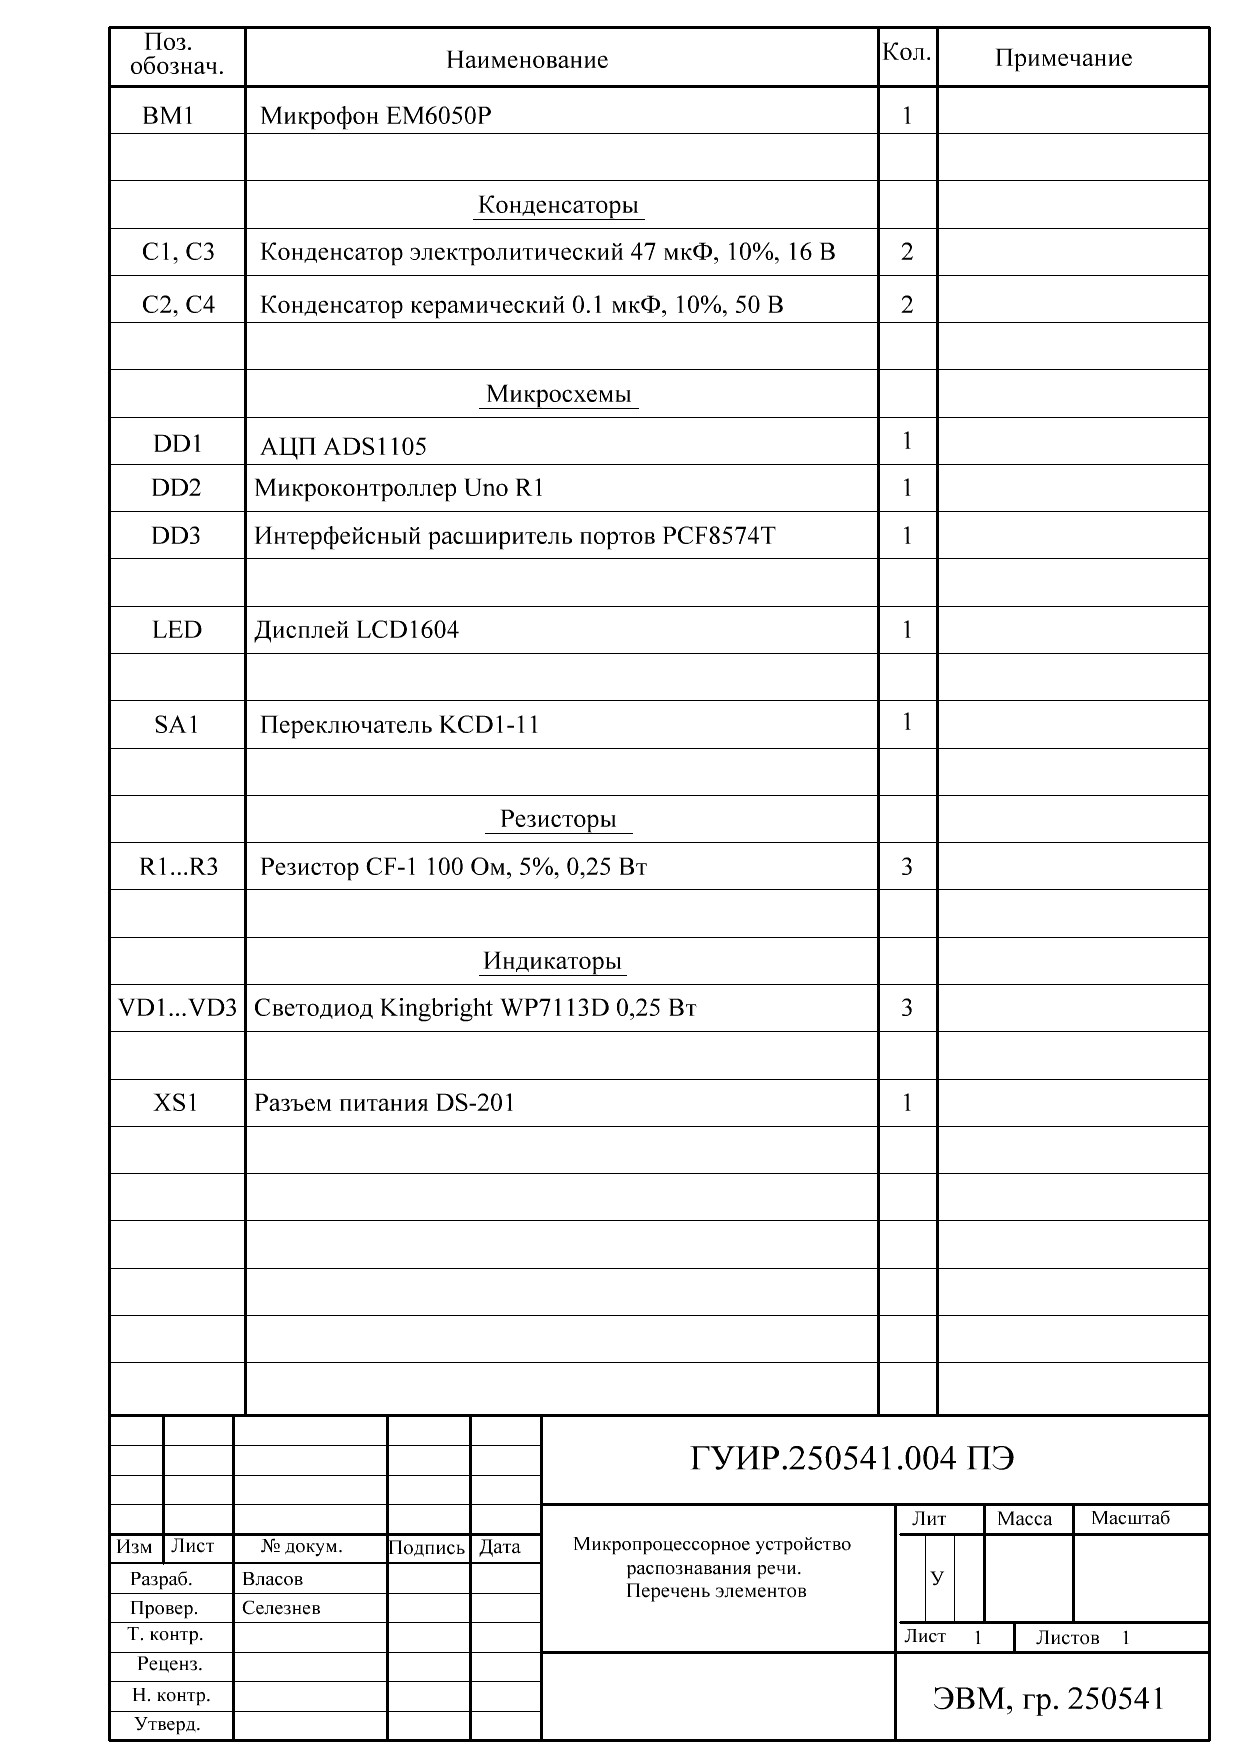 Поз. обознач. Наименование Кол. Примечание
BM1 Микрофон EM6050P 1
Конденсаторы
C1, C3 Конденсатор электролитический 47 мкФ, 10%, 16 В 2
C2, C4 Конденсатор керамический 0.1 мкФ, 10%, 50 В 2
Микросхемы
DD1 АЦП ADS1105 1
DD2 Микроконтроллер Uno R1 1
DD3 Интерфейсный расширитель портов PCF8574T 1
LED Дисплей LCD1604 1
SA1 Переключатель KCD1-11 1
Резисторы
R1...R3 Резистор CF-1 100 Ом, 5%, 0,25 Вт 3
Индикаторы
VD1...VD3 Светодиод Kingbright WP7113D 0,25 Вт 3
XS1 Разъем питания DS-201 1
ГУИР.250541.004 ПЭ
Изм Лист № докум. Подпись Дата
Разраб. Власов
Провер. Селезнев
Т. контр.
Реценз.
Н. контр.
Утверд.
Микропроцессорное устройство
распознавания речи.
Перечень элементов
Лит Масса Масштаб
У
Лист 1 Листов 1
ЭВМ, гр. 250541